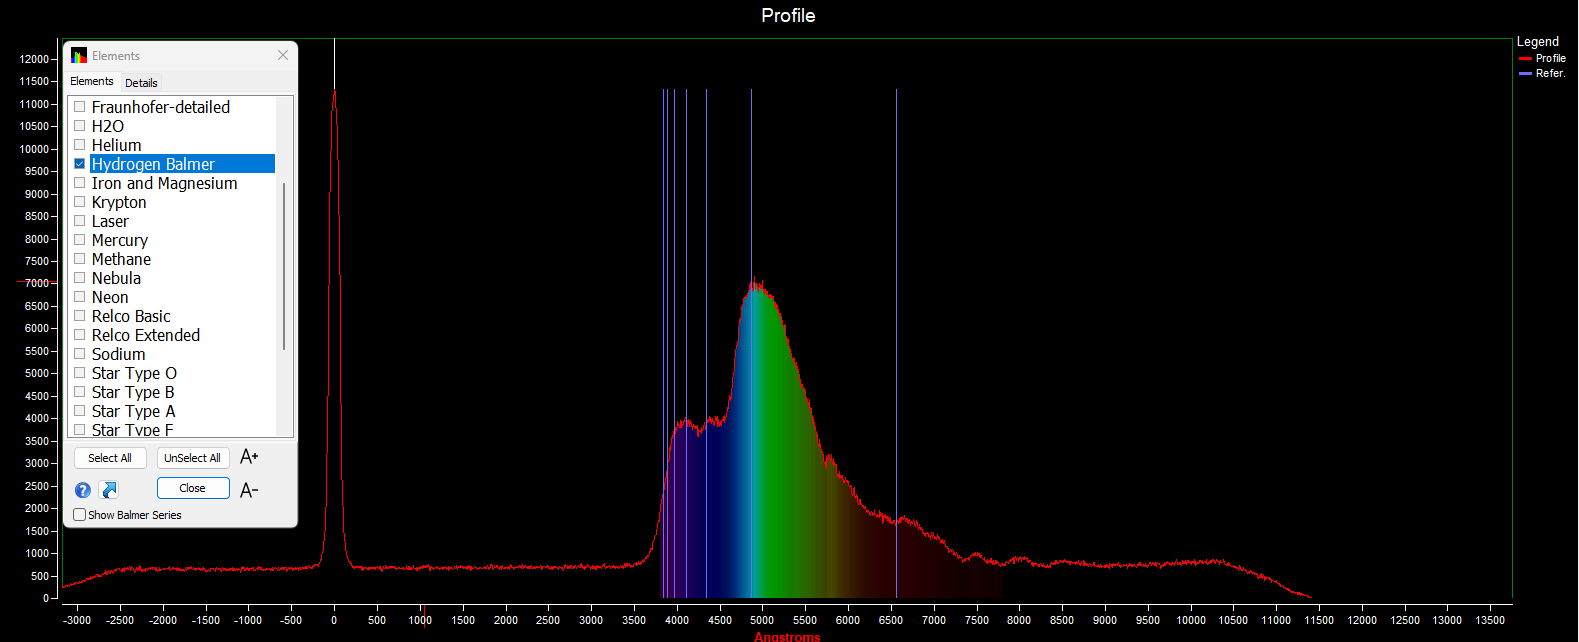 Profile
Legend
Profile
Refer.
Elements
Elements Details
Fraunhofer-detailed
H2O
Helium
Hydrogen Balmer
Iron and Magnesium
Krypton
Laser
Mercury
Methane
Nebula
Neon
Relco Basic
Relco Extended
Sodium
Star Type O
Star Type B
Star Type A
Star Type F
Select All UnSelect All A+
? Close A-
Show Balmer Series
12000
11500
11000
10500
10000
9500
9000
8500
8000
7500
7000
6500
6000
5500
5000
4500
4000
3500
3000
2500
2000
1500
1000
500
0
-3000 -2500 -2000 -1500 -1000 -500 0 500 1000 1500 2000 2500 3000 3500 4000 4500 5000 5500 6000 6500 7000 7500 8000 8500 9000 9500 10000 10500 11000 11500 12000 12500 13000 13500
Angstroms